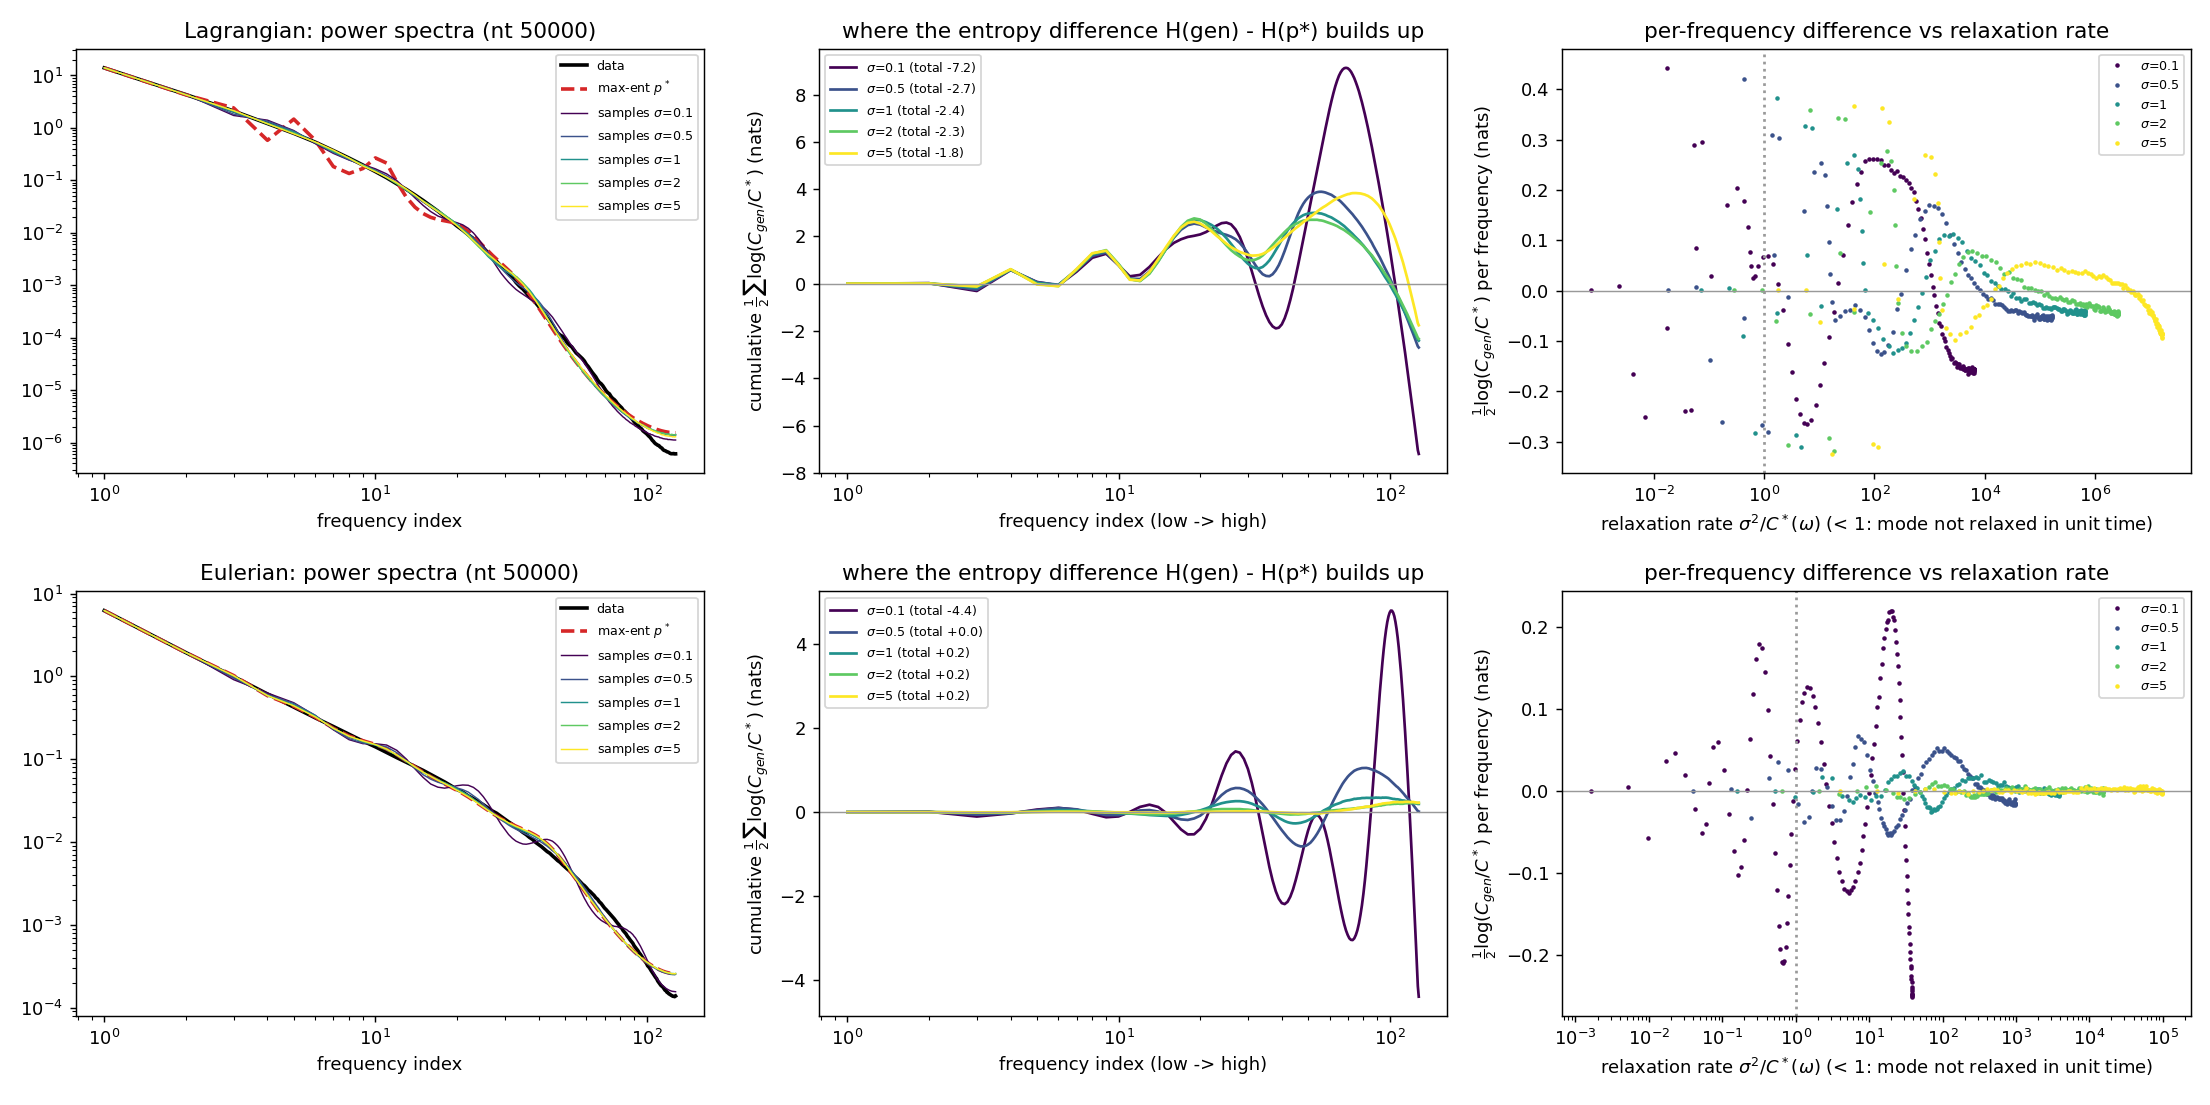 Lagrangian: power spectra (nt 50000)
data
max-ent p*
samples σ=0.1
samples σ=0.5
samples σ=1
samples σ=2
samples σ=5
10¹
10⁰
10⁻¹
10⁻²
10⁻³
10⁻⁴
10⁻⁵
10⁻⁶
10⁰
10¹
10²
frequency index
where the entropy difference H(gen) - H(p*) builds up
σ=0.1 (total -7.2)
σ=0.5 (total -2.7)
σ=1 (total -2.4)
σ=2 (total -2.3)
σ=5 (total -1.8)
cumulative ½∑log(C_gen/C*) (nats)
8
6
4
2
0
−2
−4
−6
−8
10⁰
10¹
10²
frequency index (low -> high)
per-frequency difference vs relaxation rate
σ=0.1
σ=0.5
σ=1
σ=2
σ=5
½log(C_gen/C*) per frequency (nats)
0.4
0.3
0.2
0.1
0.0
−0.1
−0.2
−0.3
10⁻²
10⁰
10²
10⁴
10⁶
relaxation rate σ²/C*(ω) (< 1: mode not relaxed in unit time)
Eulerian: power spectra (nt 50000)
data
max-ent p*
samples σ=0.1
samples σ=0.5
samples σ=1
samples σ=2
samples σ=5
10¹
10⁰
10⁻¹
10⁻²
10⁻³
10⁻⁴
10⁰
10¹
10²
frequency index
where the entropy difference H(gen) - H(p*) builds up
σ=0.1 (total -4.4)
σ=0.5 (total +0.0)
σ=1 (total +0.2)
σ=2 (total +0.2)
σ=5 (total +0.2)
cumulative ½∑log(C_gen/C*) (nats)
4
2
0
−2
−4
10⁰
10¹
10²
frequency index (low -> high)
per-frequency difference vs relaxation rate
σ=0.1
σ=0.5
σ=1
σ=2
σ=5
½log(C_gen/C*) per frequency (nats)
0.2
0.1
0.0
−0.1
−0.2
10⁻³
10⁻²
10⁻¹
10⁰
10¹
10²
10³
10⁴
10⁵
relaxation rate σ²/C*(ω) (< 1: mode not relaxed in unit time)